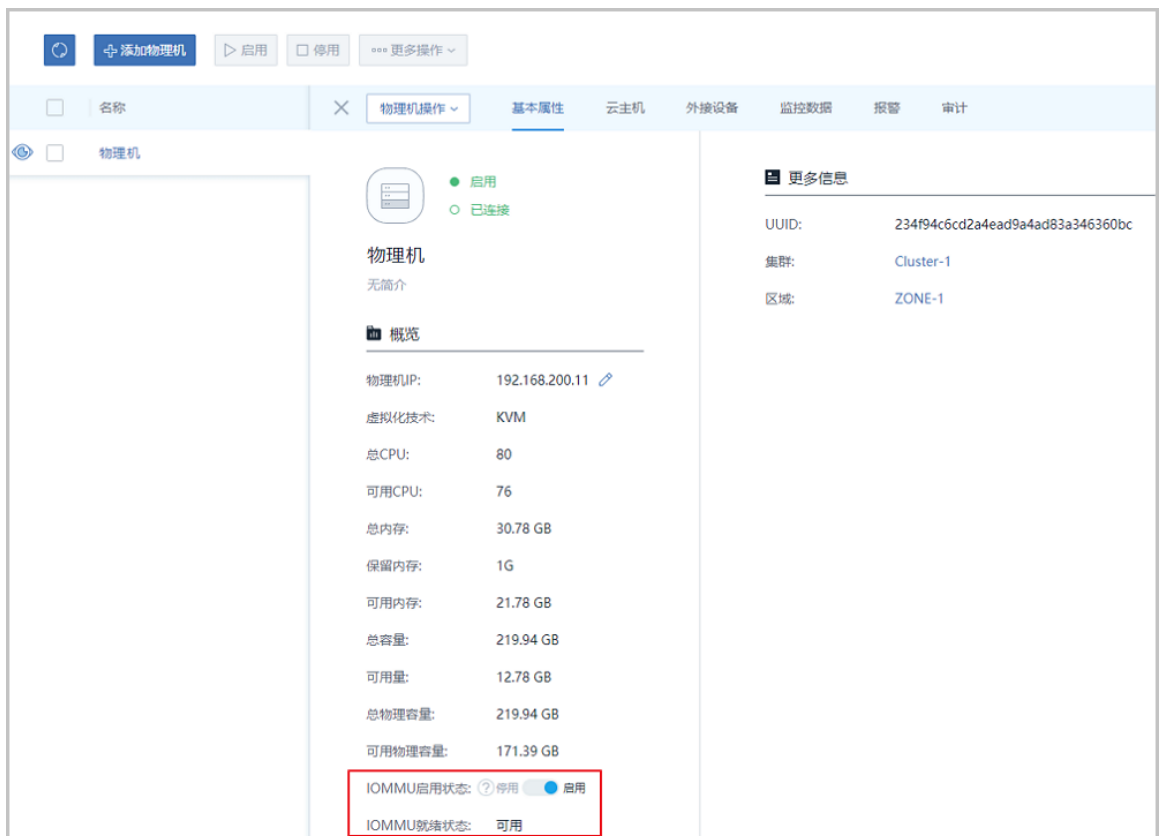 添加物理机 启用 停用 更多操作
名称 物理机操作 基本属性 云主机 外接设备 监控数据 报警 审计
物理机
启用
已连接
物理机
无简介
概览
物理机IP: 192.168.200.11
虚拟化技术: KVM
总CPU: 80
可用CPU: 76
总内存: 30.78 GB
保留内存: 1G
可用内存: 21.78 GB
总容量: 219.94 GB
可用量: 12.78 GB
总物理容量: 219.94 GB
可用物理容量: 171.39 GB
IOMMU启用状态: ? 停用 启用
IOMMU就绪状态: 可用
更多信息
UUID: 234f94c6cd2a4ead9a4ad83a346360bc
集群: Cluster-1
区域: ZONE-1